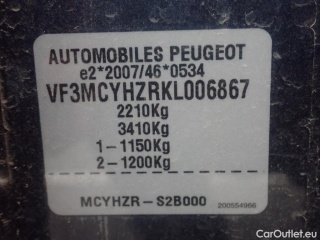 AUTOMOBILES PEUGEOT
e2*2007/46*0534
VF3MCYHZRKL006867
2210Kg
3410Kg
1-1150Kg
2-1200Kg
MCYHZR-S2B000
200554966
CarOutlet.eu